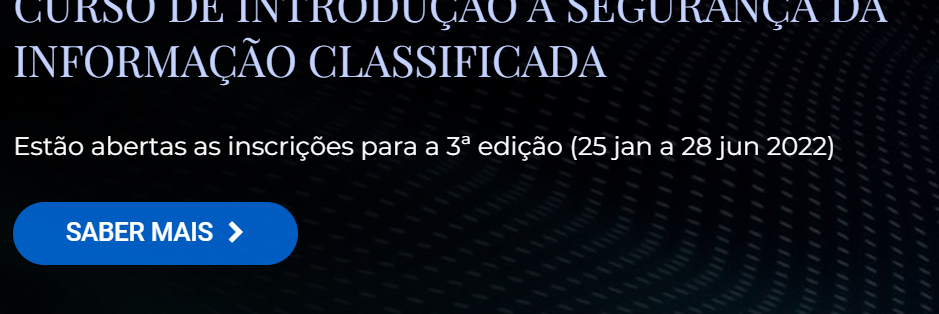 CURSO DE INTRODUÇÃO À SEGURANÇA DA
INFORMAÇÃO CLASSIFICADA
Estão abertas as inscrições para a 3ª edição (25 jan a 28 jun 2022)
SABER MAIS